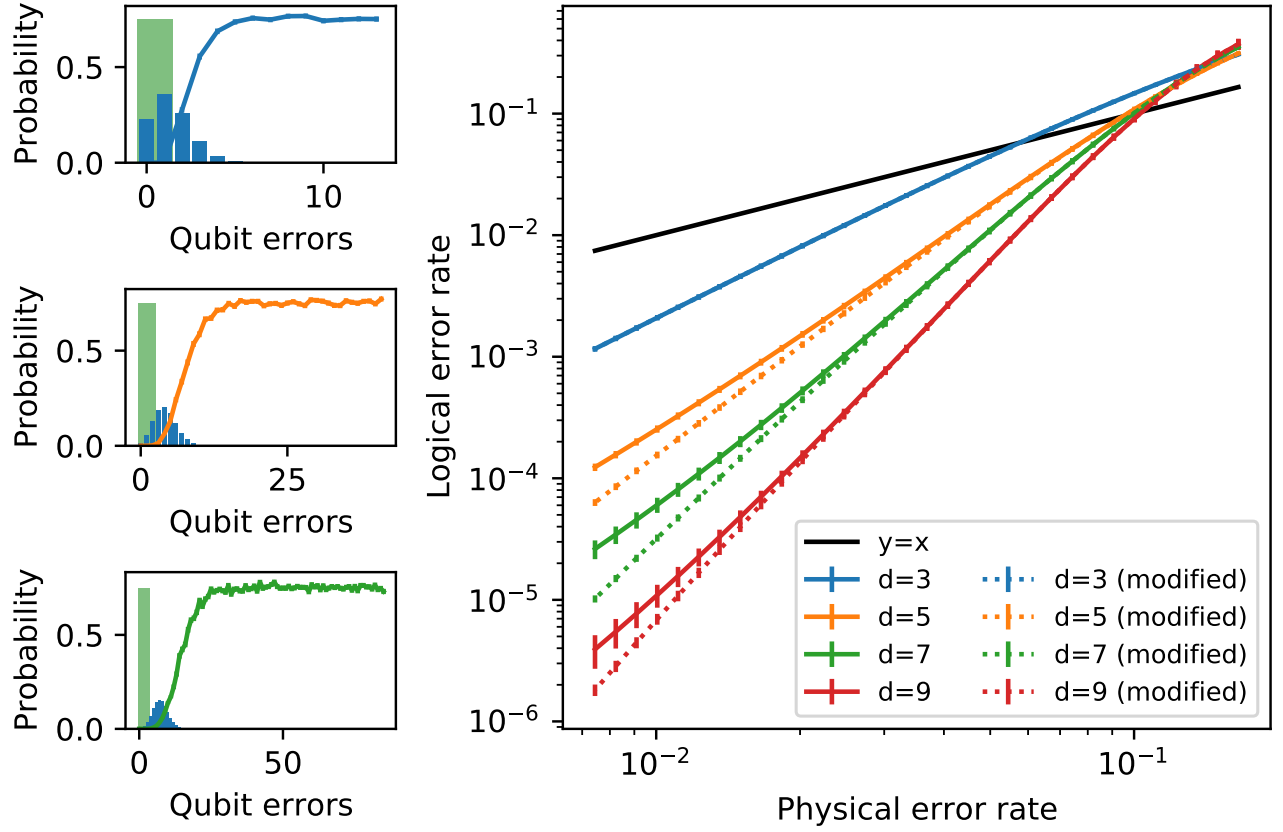 Probability
0.5
0.0
0
10
Qubit errors
Probability
0.5
0.0
0
25
Qubit errors
Probability
0.5
0.0
0
50
Qubit errors
Logical error rate
10⁻¹
10⁻²
10⁻³
10⁻⁴
10⁻⁵
10⁻⁶
y=x
d=3
d=5
d=7
d=9
d=3 (modified)
d=5 (modified)
d=7 (modified)
d=9 (modified)
10⁻²
10⁻¹
Physical error rate